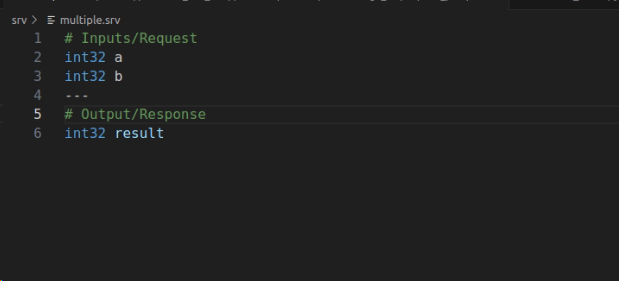 srv > multiple.srv
1 # Inputs/Request
2 int32 a
3 int32 b
4 ---
5 # Output/Response
6 int32 result